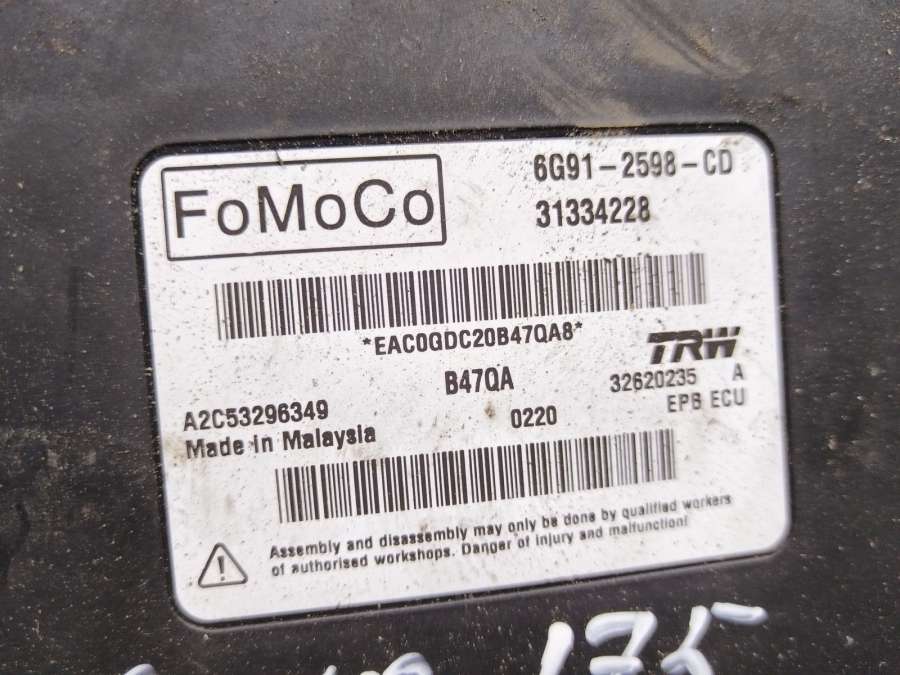 FoMoCo
6G91-2598-CD
31334228
*EAC0GDC20B47QA8*
TRW
B47QA
32620235 A
A2C53296349
0220
EPB ECU
Made in Malaysia
Assembly and disassembly may only be done by qualified workers
of authorised workshops. Danger of injury and malfunction!
175